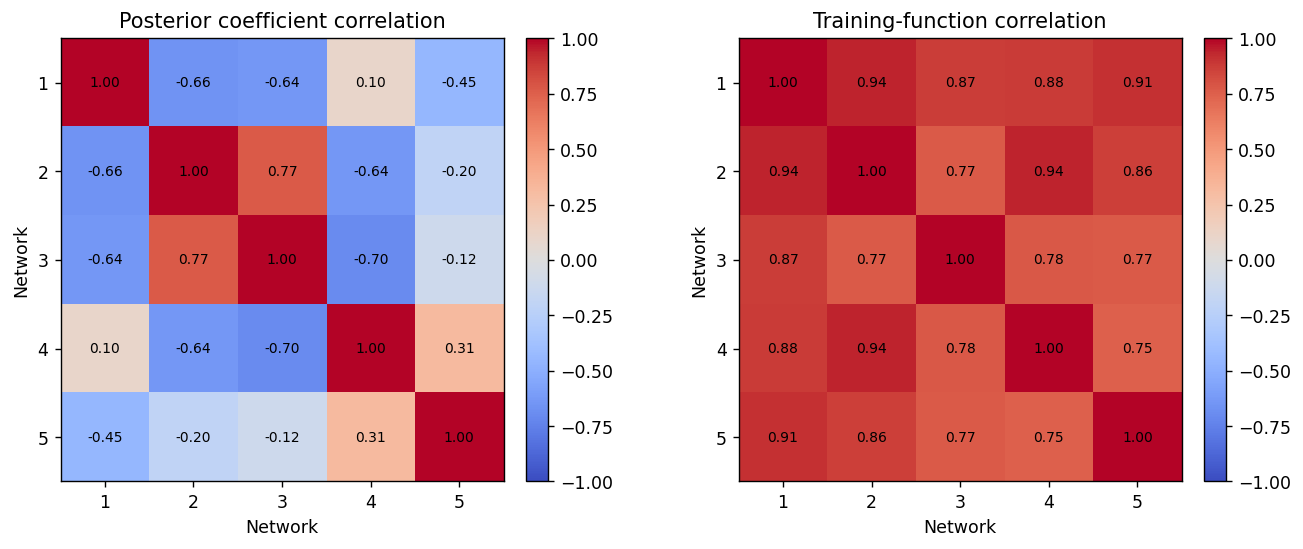 Posterior coefficient correlation
1 1.00 -0.66 -0.64 0.10 -0.45
2 -0.66 1.00 0.77 -0.64 -0.20
3 -0.64 0.77 1.00 -0.70 -0.12
4 0.10 -0.64 -0.70 1.00 0.31
5 -0.45 -0.20 -0.12 0.31 1.00
1 2 3 4 5
Network
Network
1.00
0.75
0.50
0.25
0.00
−0.25
−0.50
−0.75
−1.00
Training-function correlation
1 1.00 0.94 0.87 0.88 0.91
2 0.94 1.00 0.77 0.94 0.86
3 0.87 0.77 1.00 0.78 0.77
4 0.88 0.94 0.78 1.00 0.75
5 0.91 0.86 0.77 0.75 1.00
1 2 3 4 5
Network
Network
1.00
0.75
0.50
0.25
0.00
−0.25
−0.50
−0.75
−1.00